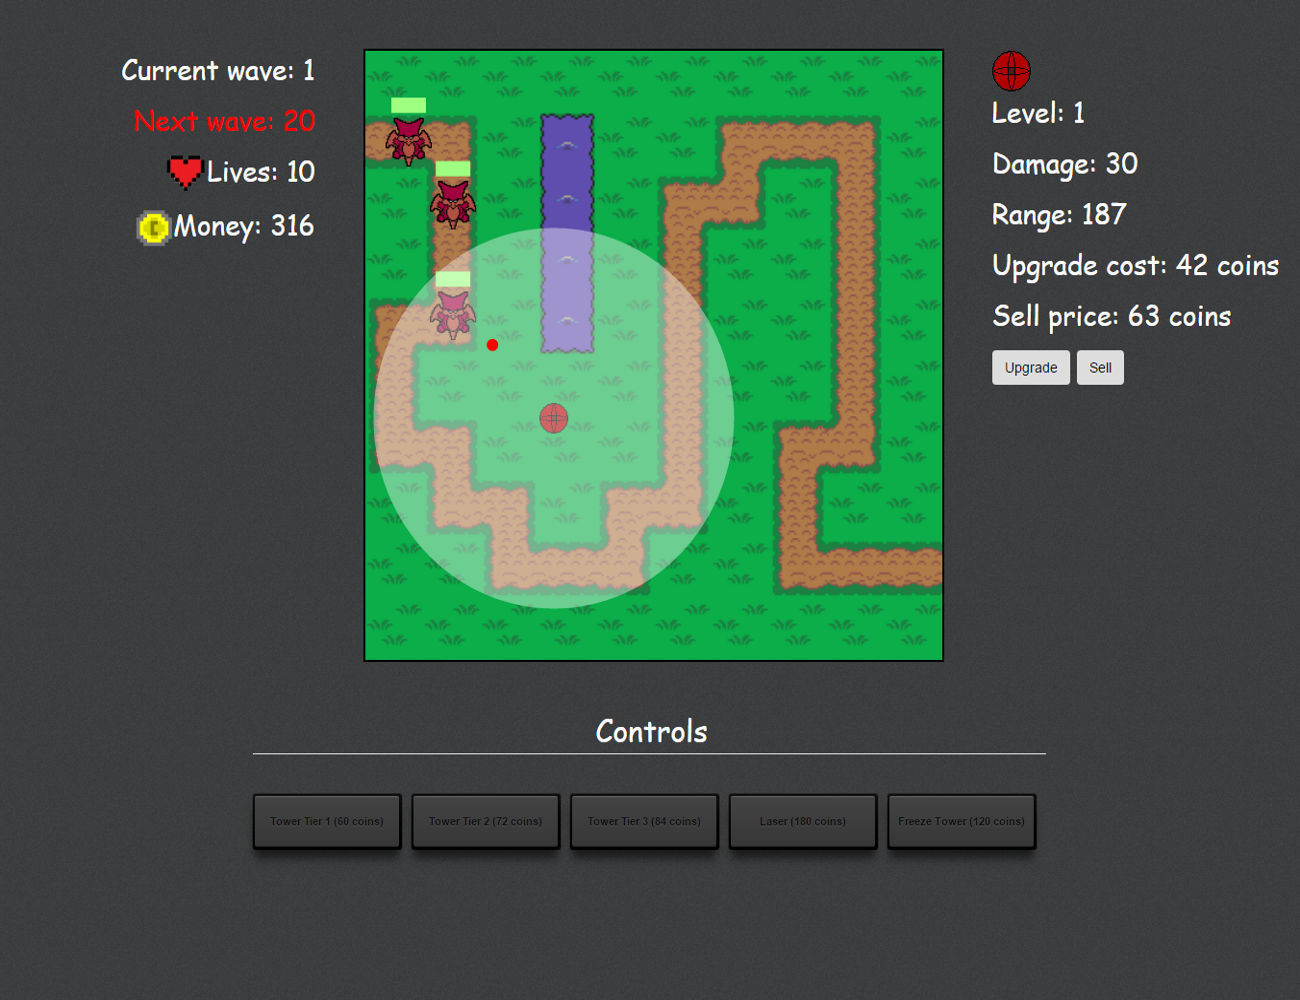 Current wave: 1
Next wave: 20
Lives: 10
Money: 316
Level: 1
Damage: 30
Range: 187
Upgrade cost: 42 coins
Sell price: 63 coins
Upgrade Sell
Controls
Tower Tier 1 (60 coins) Tower Tier 2 (72 coins) Tower Tier 3 (84 coins) Laser (180 coins) Freeze Tower (120 coins)